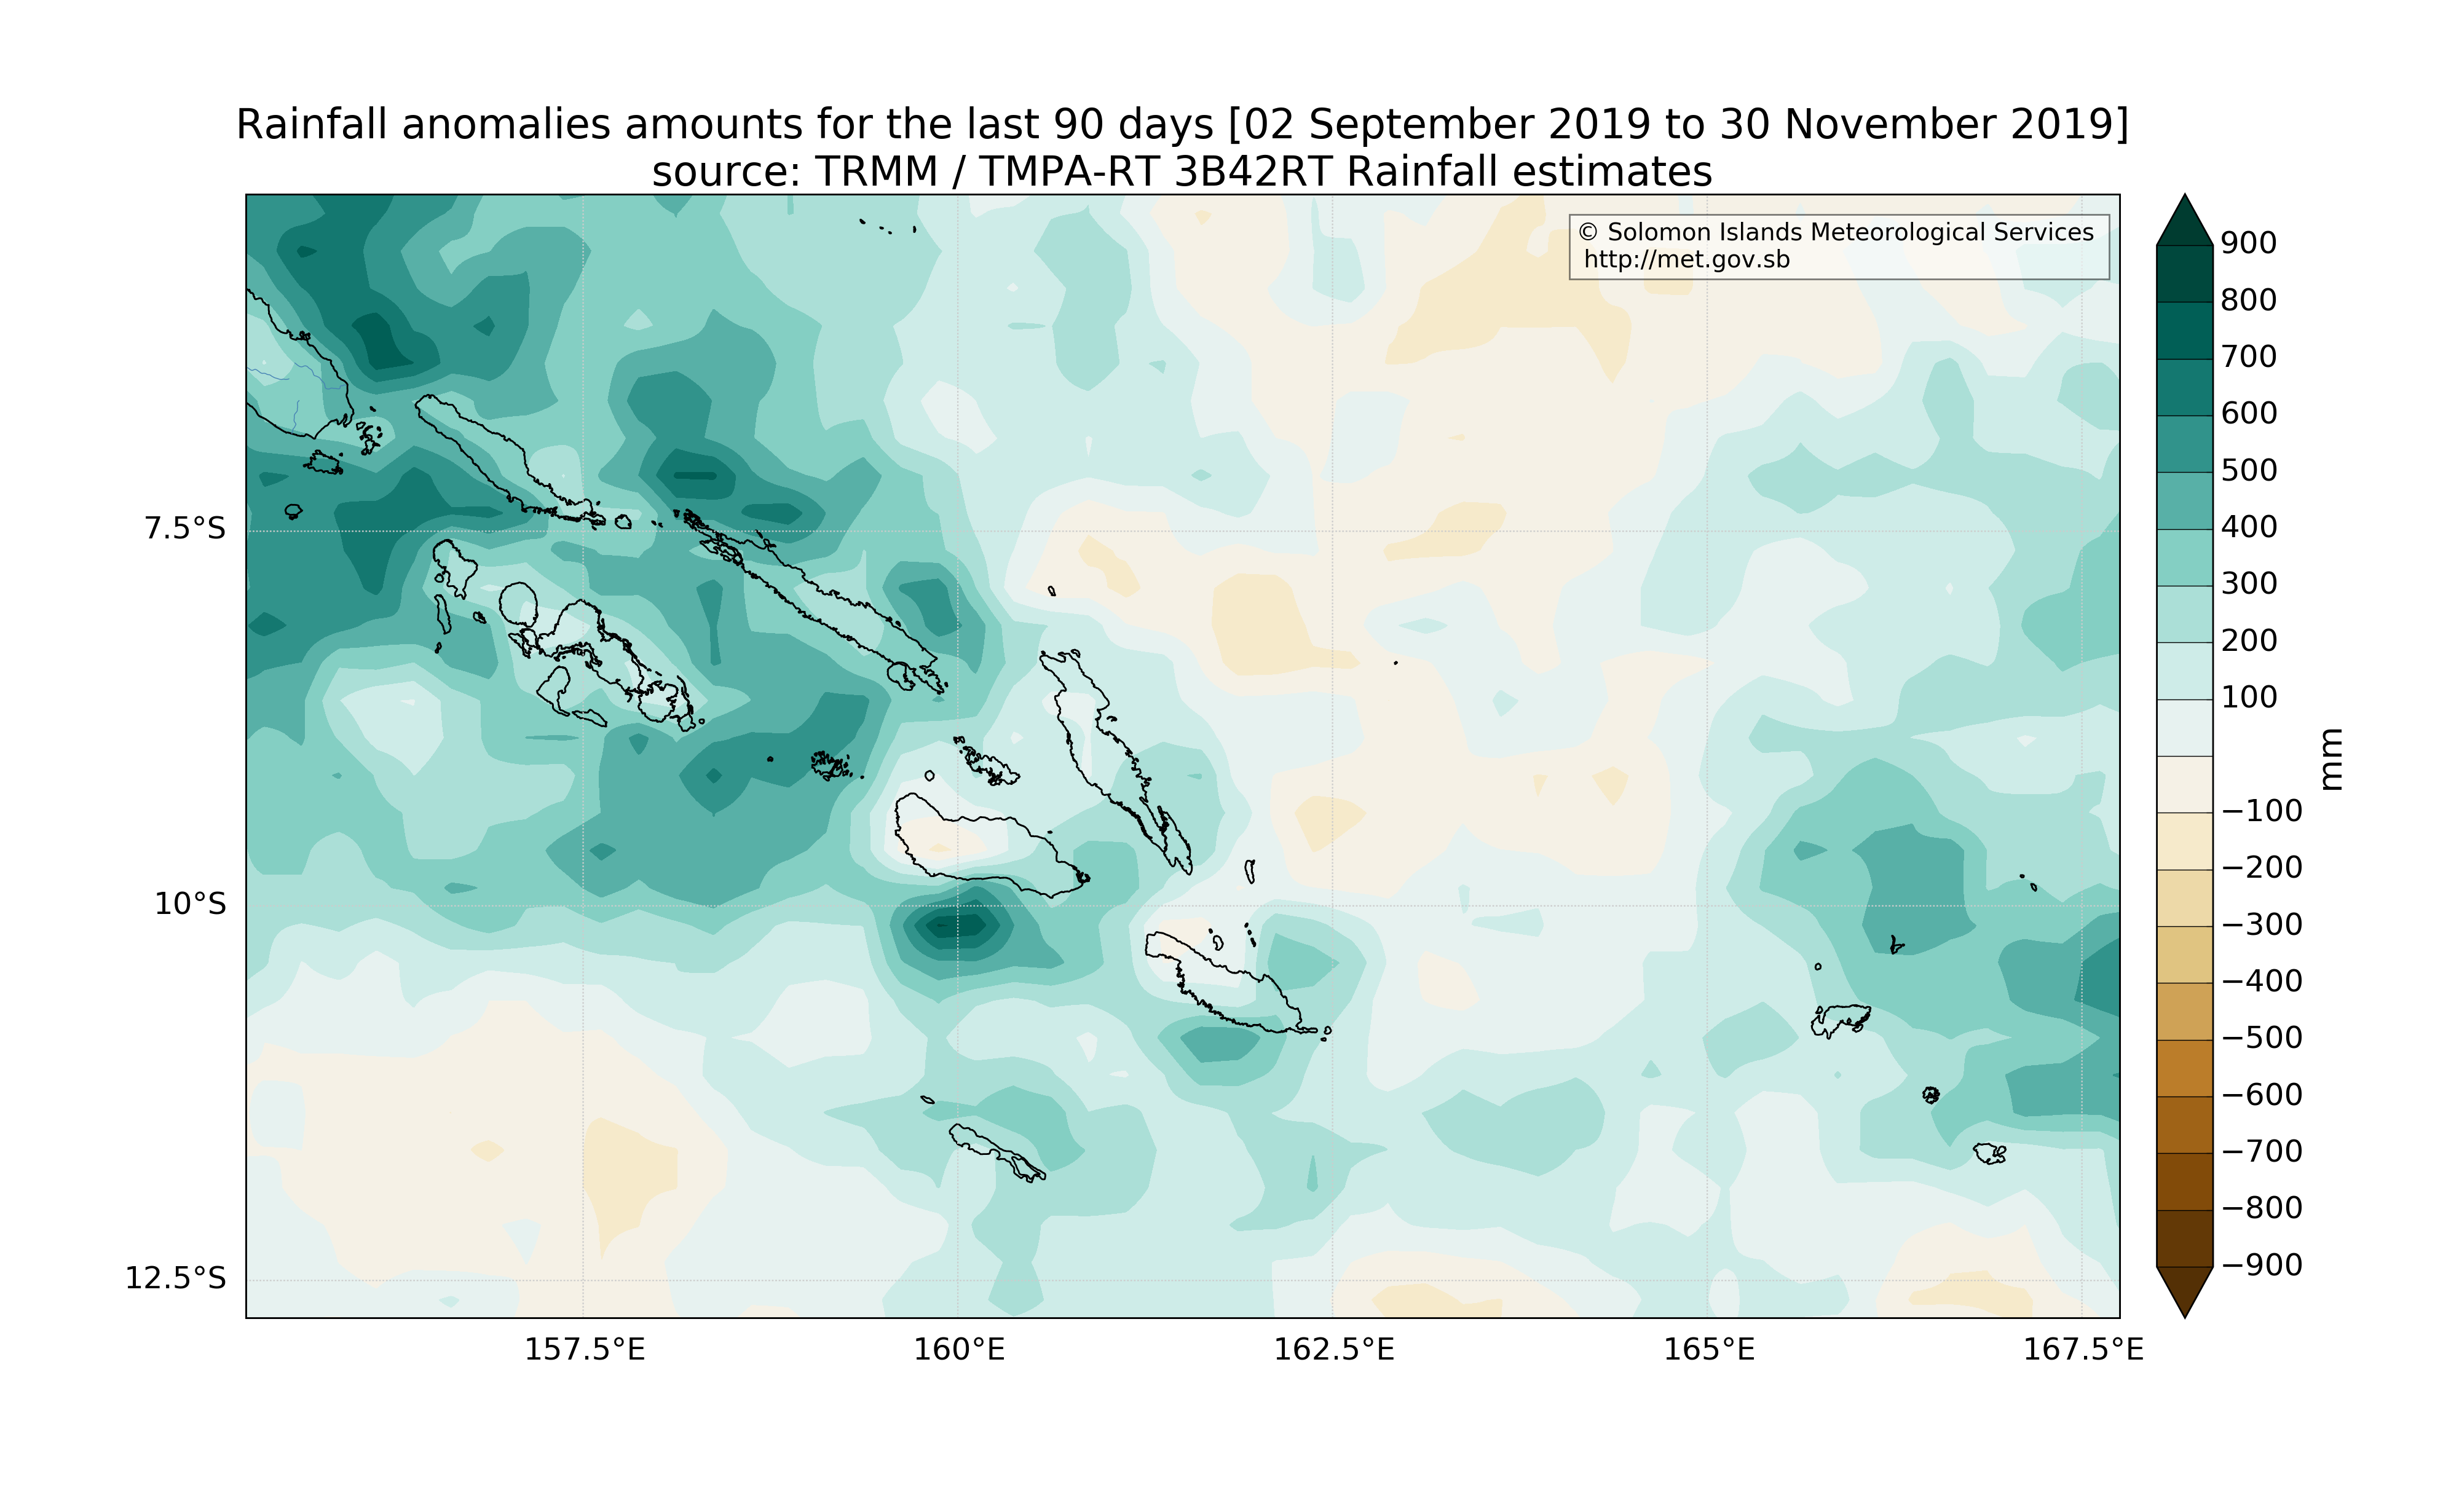 Rainfall anomalies amounts for the last 90 days [02 September 2019 to 30 November 2019]
source: TRMM / TMPA-RT 3B42RT Rainfall estimates
© Solomon Islands Meteorological Services
http://met.gov.sb
7.5°S
10°S
12.5°S
157.5°E
160°E
162.5°E
165°E
167.5°E
900
800
700
600
500
400
300
200
100
−100
−200
−300
−400
−500
−600
−700
−800
−900
mm